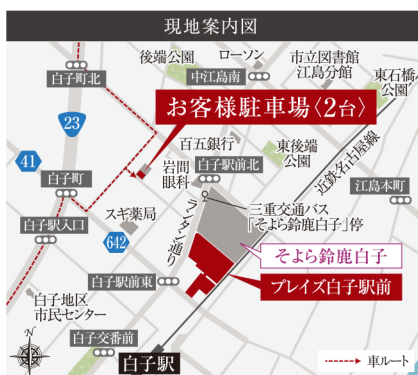 現地案内図
後端公園
ローソン
市立図書館
江島分館
東石橋
公園
白子町北
中江島南
お客様駐車場〈2台〉
23
百五銀行
東後端
公園
近鉄名古屋線
41
岩間
眼科
白子駅前北
白子町
江島本町
スギ薬局
ランタン通り
三重交通バス
「そよら鈴鹿白子」停
白子駅入口
642
そよら鈴鹿白子
白子駅前東
プレイズ白子駅前
白子地区
市民センター
N
白子交番前
白子駅
車ルート